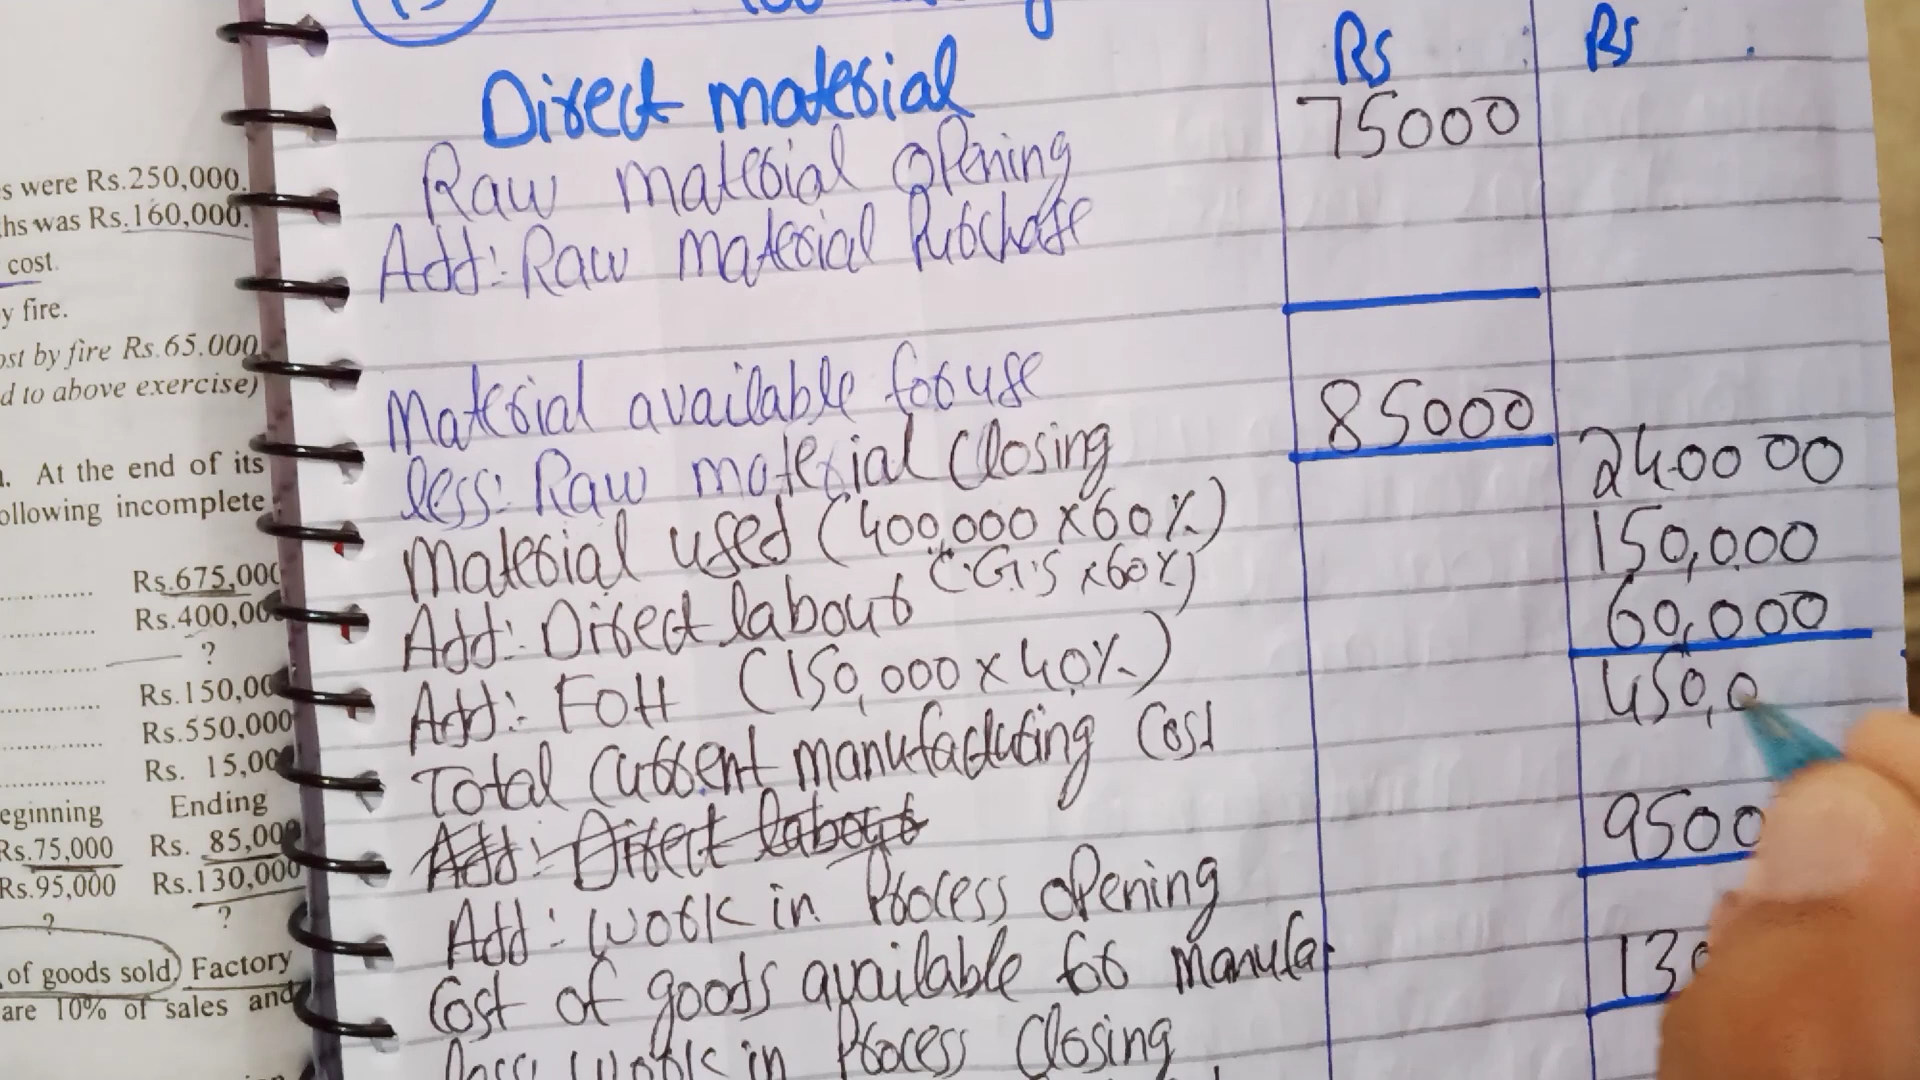 Rs Rs
Direct material
Raw material opening 75000
Add: Raw material Purchase
Material available for use
less: Raw material Closing 85000
Material used (400,000 x 60%) 240000
(C.G.S x 60%)
Add: Direct labour 150,000
Add: FOH (150,000 x 40%) 60,000
Total Current manufacturing Cost 450,0
Add: Direct labour
Add: Work in Process opening 9500
Cost of goods available for manufa
Less: Work in Process Closing 130
s were Rs.250,000.
hs was Rs.160,000.
cost.
y fire.
ost by fire Rs.65.000
d to above exercise)
. At the end of its
ollowing incomplete
Rs.675,000
Rs.400,00
?
Rs.150,00
Rs.550,000
Rs. 15,00
eginning Ending
Rs.75,000 Rs. 85,000
Rs.95,000 Rs.130,000
? ?
of goods sold) Factory
are 10% of sales and